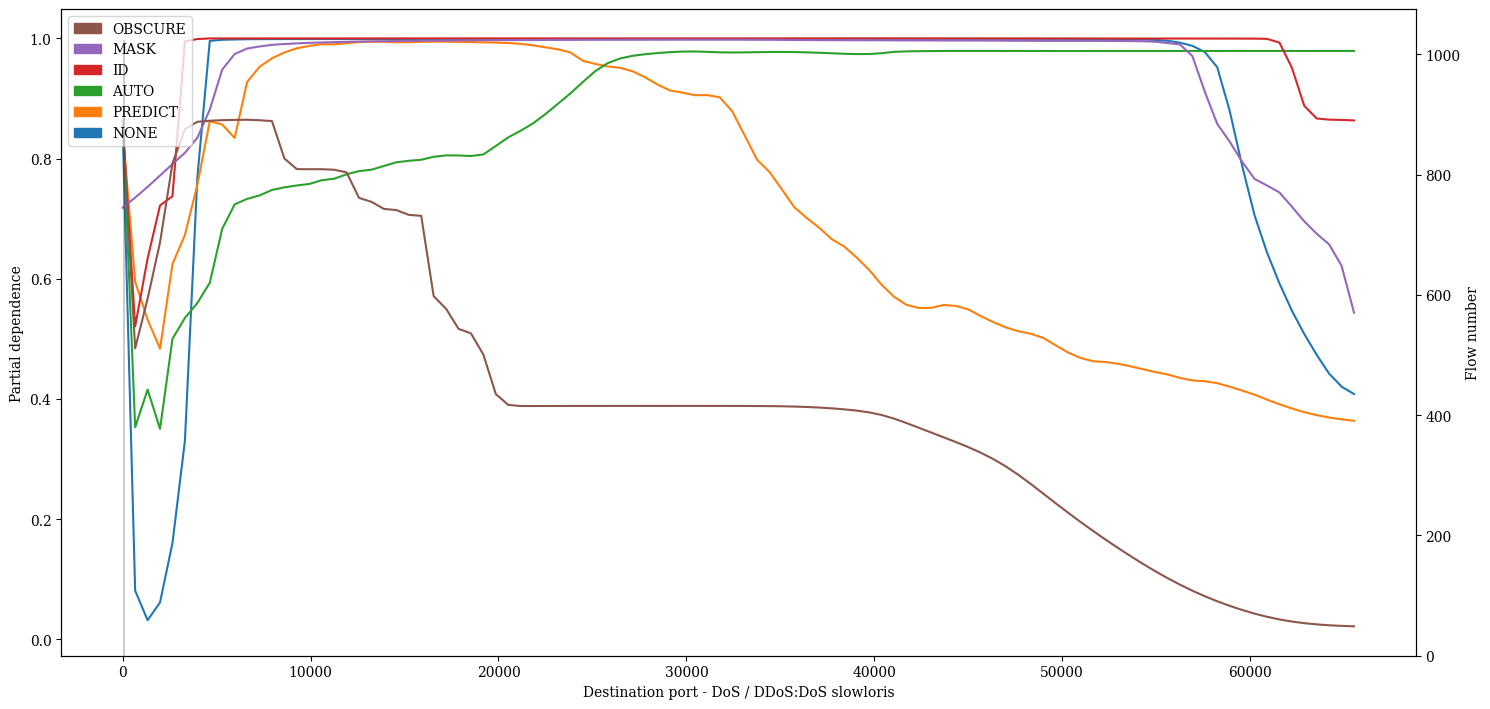 OBSCURE
MASK
ID
AUTO
PREDICT
NONE
1.0
0.8
0.6
0.4
0.2
0.0
Partial dependence
1000
800
600
400
200
0
Flow number
0 10000 20000 30000 40000 50000 60000
Destination port - DoS / DDoS:DoS slowloris